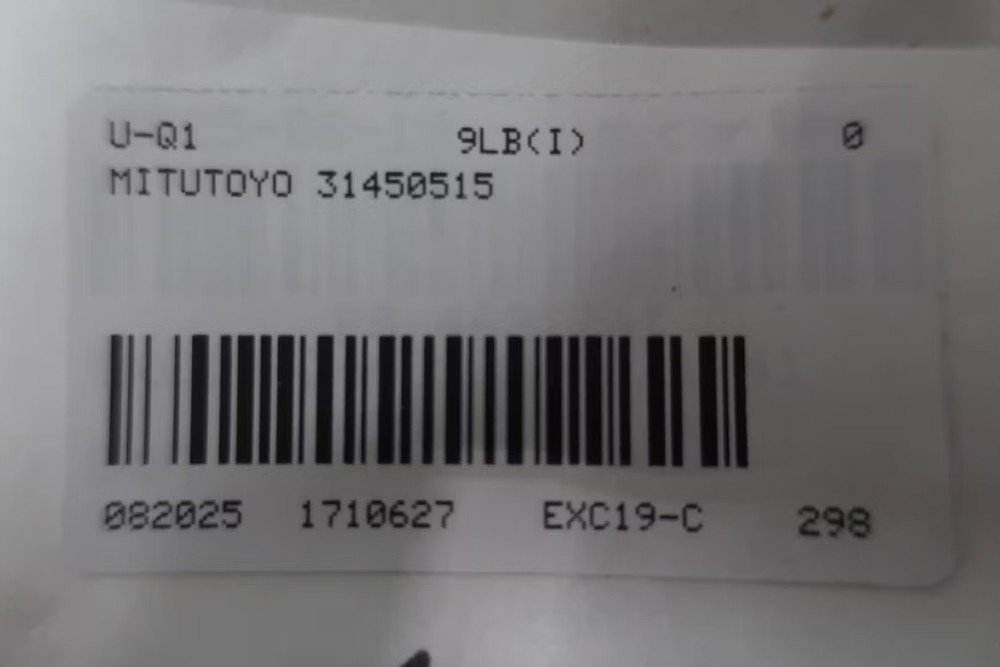 U-Q1 9LB(I) 0
MITUTOYO 31450515
082025 1710627 EXC19-C 298